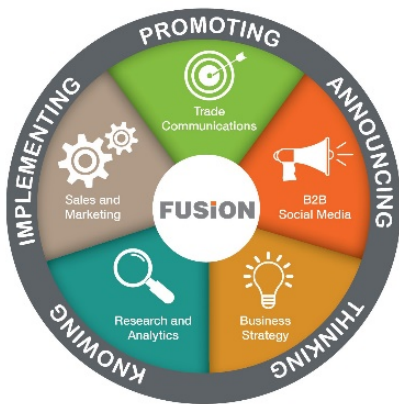 PROMOTING
Trade
Communications
ANNOUNCING
B2B
Social Media
THINKING
Business
Strategy
KNOWING
Research and
Analytics
IMPLEMENTING
Sales and
Marketing
FUSiON